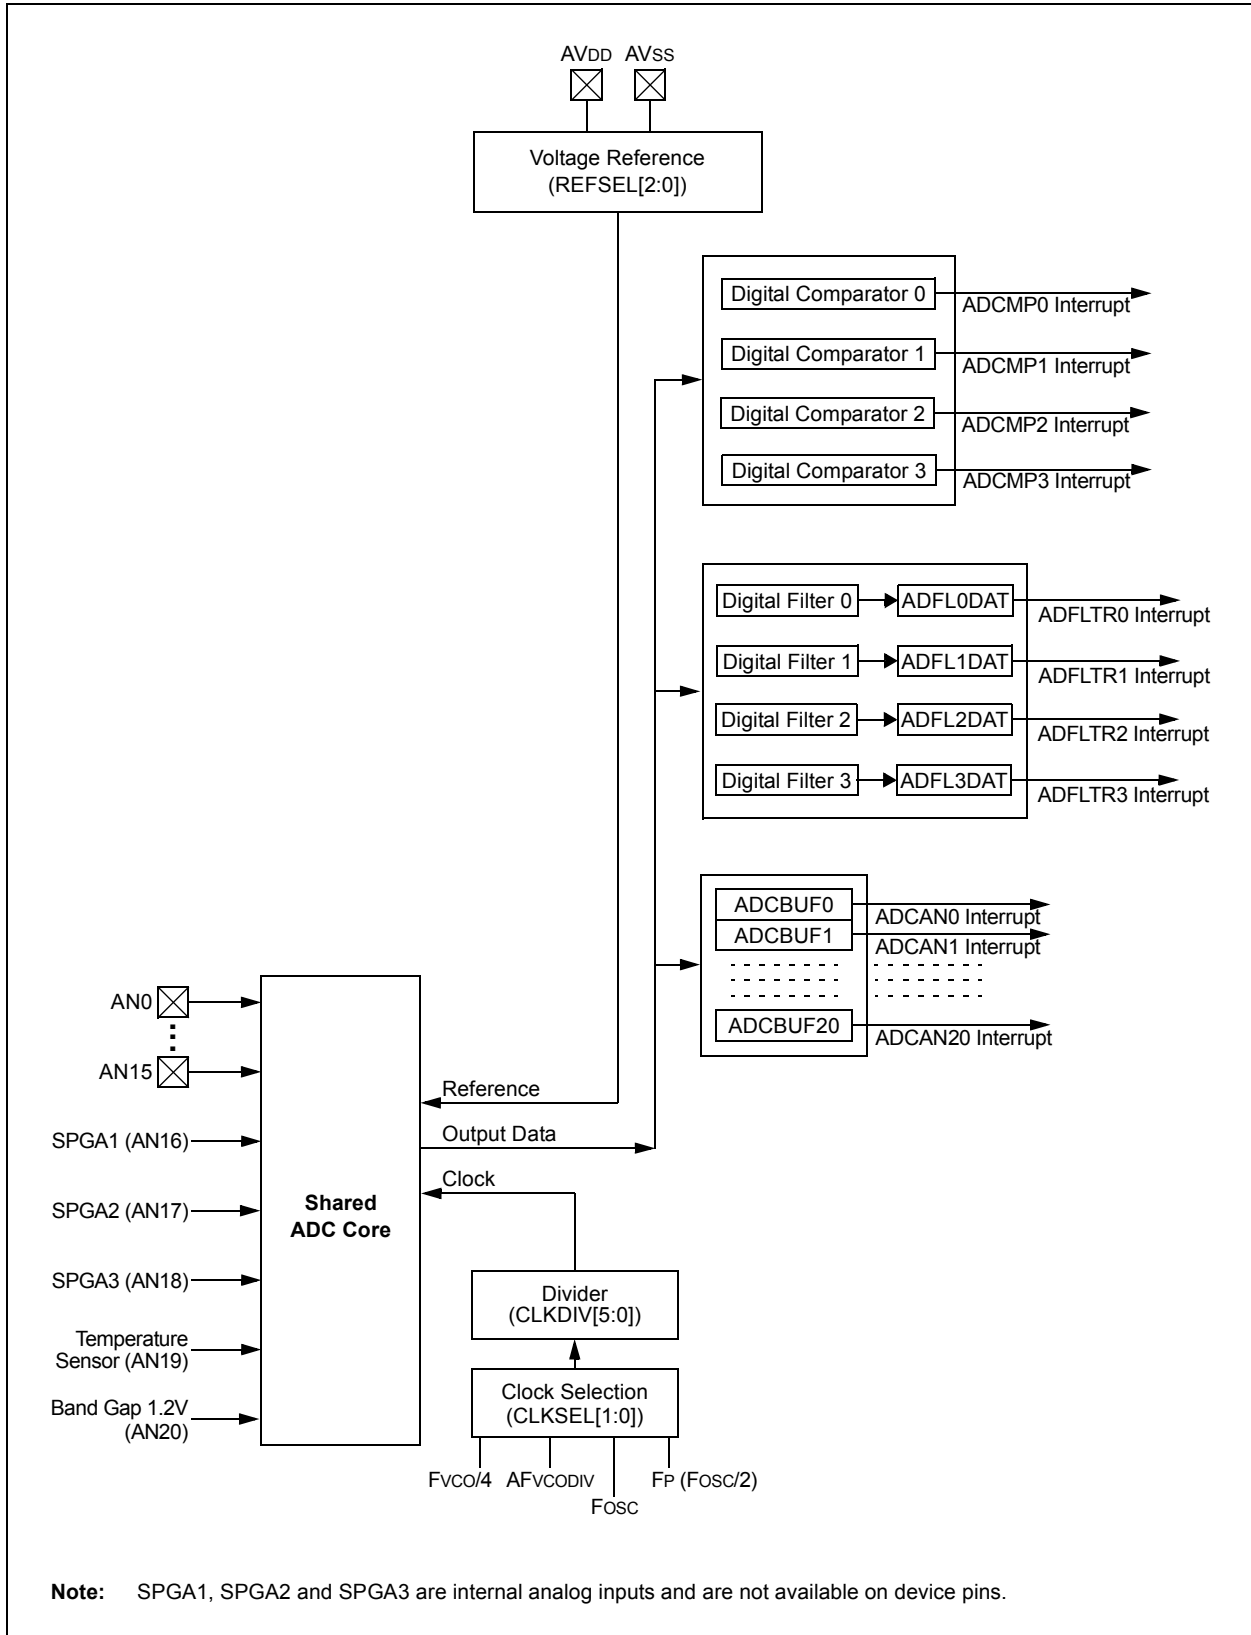 AVDD AVSS
Voltage Reference
(REFSEL[2:0])
Digital Comparator 0
ADCMP0 Interrupt
Digital Comparator 1
ADCMP1 Interrupt
Digital Comparator 2
ADCMP2 Interrupt
Digital Comparator 3
ADCMP3 Interrupt
Digital Filter 0 ADFL0DAT
ADFLTR0 Interrupt
Digital Filter 1 ADFL1DAT
ADFLTR1 Interrupt
Digital Filter 2 ADFL2DAT
ADFLTR2 Interrupt
Digital Filter 3 ADFL3DAT
ADFLTR3 Interrupt
ADCBUF0
ADCAN0 Interrupt
ADCBUF1
ADCAN1 Interrupt
ADCBUF20
ADCAN20 Interrupt
AN0
AN15
SPGA1 (AN16)
SPGA2 (AN17)
SPGA3 (AN18)
Temperature
Sensor (AN19)
Band Gap 1.2V
(AN20)
Shared
ADC Core
Reference
Output Data
Clock
Divider
(CLKDIV[5:0])
Clock Selection
(CLKSEL[1:0])
FVCO/4 AFVCODIV FP (FOSC/2)
FOSC
Note: SPGA1, SPGA2 and SPGA3 are internal analog inputs and are not available on device pins.